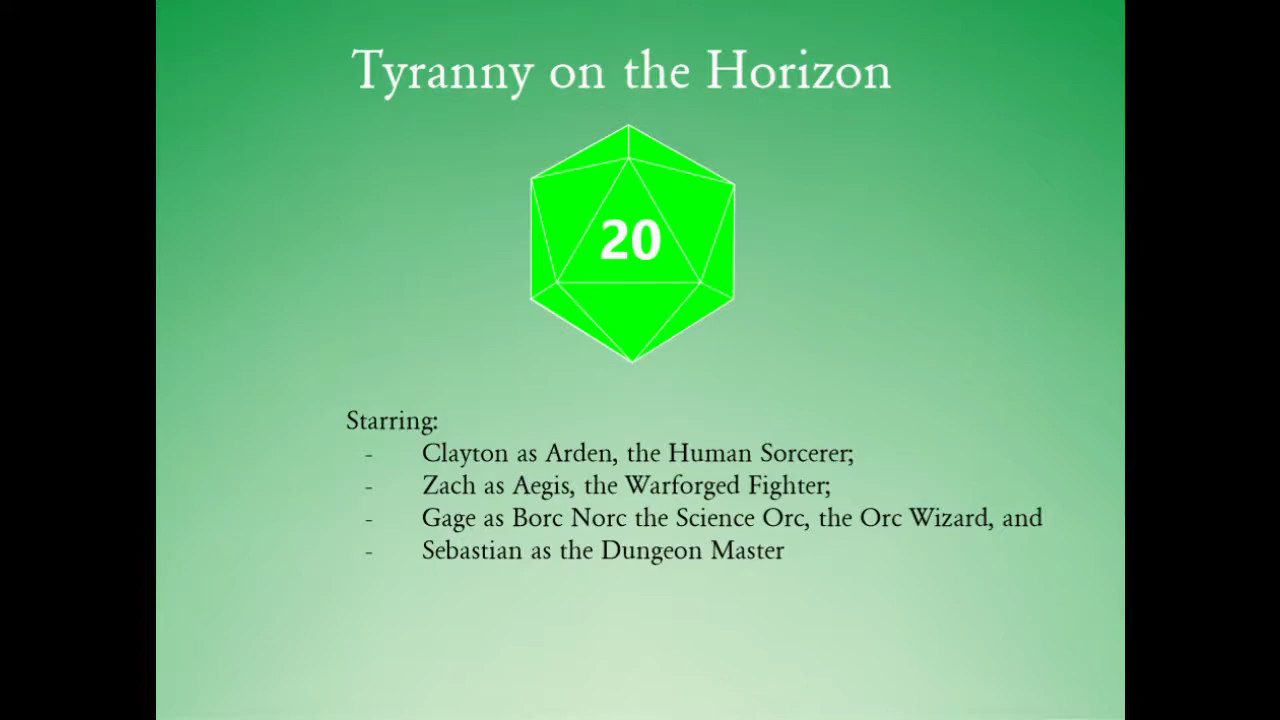 Tyranny on the Horizon
20
Starring:
- Clayton as Arden, the Human Sorcerer;
- Zach as Aegis, the Warforged Fighter;
- Gage as Borc Norc the Science Orc, the Orc Wizard, and
- Sebastian as the Dungeon Master